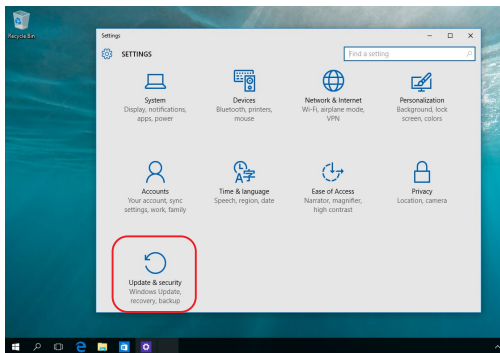 Recycle Bin
Settings
SETTINGS
Find a setting
System
Display, notifications,
apps, power
Devices
Bluetooth, printers,
mouse
Network & Internet
Wi-Fi, airplane mode,
VPN
Personalization
Background, lock
screen, colors
Accounts
Your account, sync
settings, work, family
Time & language
Speech, region, date
Ease of Access
Narrator, magnifier,
high contrast
Privacy
Location, camera
Update & security
Windows Update,
recovery, backup